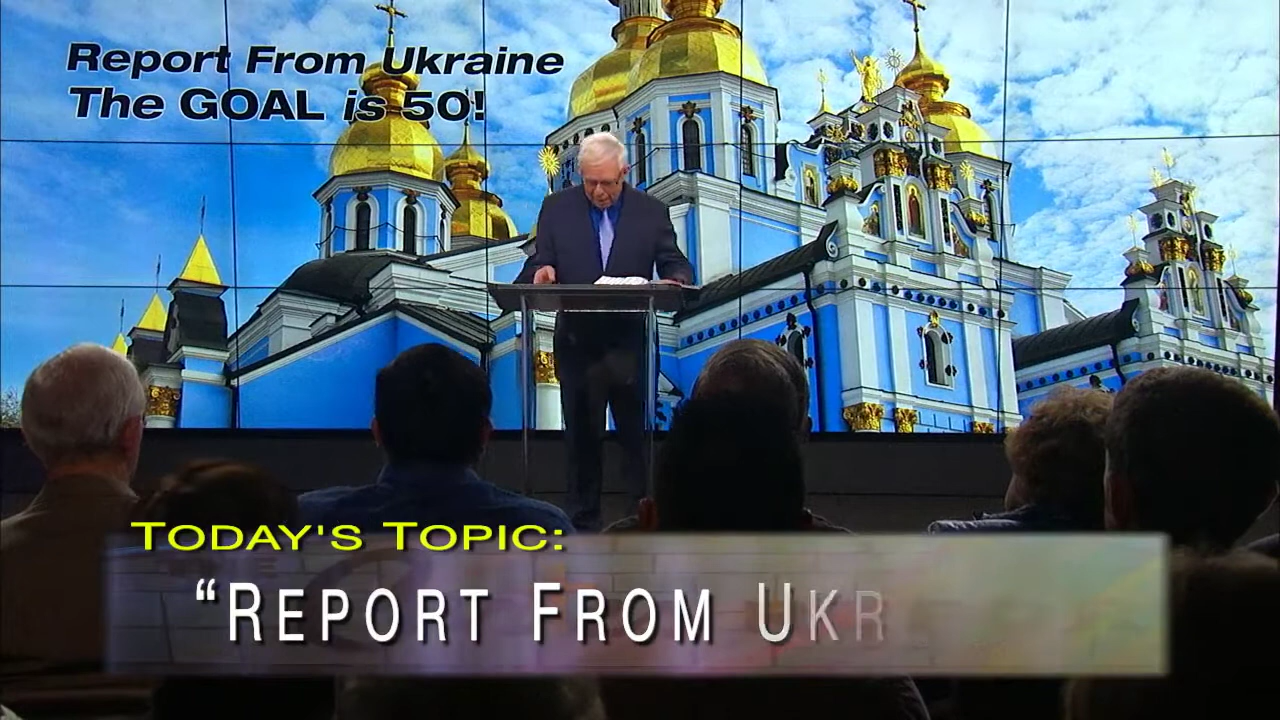 Report From Ukraine
The GOAL is 50!
TODAY'S TOPIC:
“REPORT FROM UKR